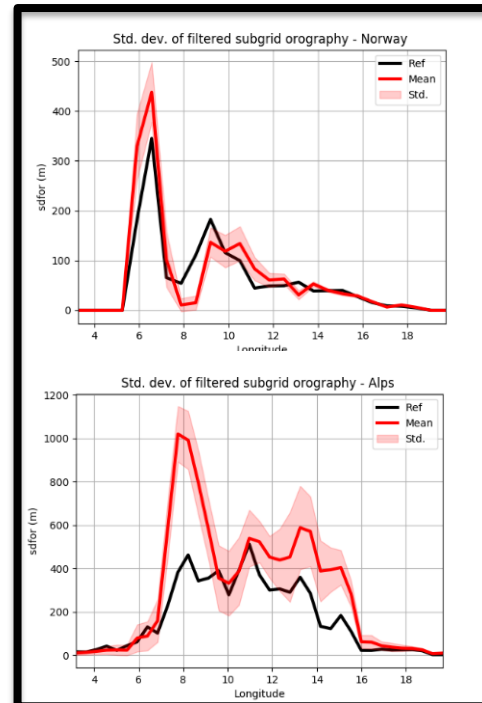 Std. dev. of filtered subgrid orography - Norway
500
400
300
200
100
0
sdfor (m)
Ref
Mean
Std.
4 6 8 10 12 14 16 18
Longitude
Std. dev. of filtered subgrid orography - Alps
1200
1000
800
600
400
200
0
sdfor (m)
Ref
Mean
Std.
4 6 8 10 12 14 16 18
Longitude